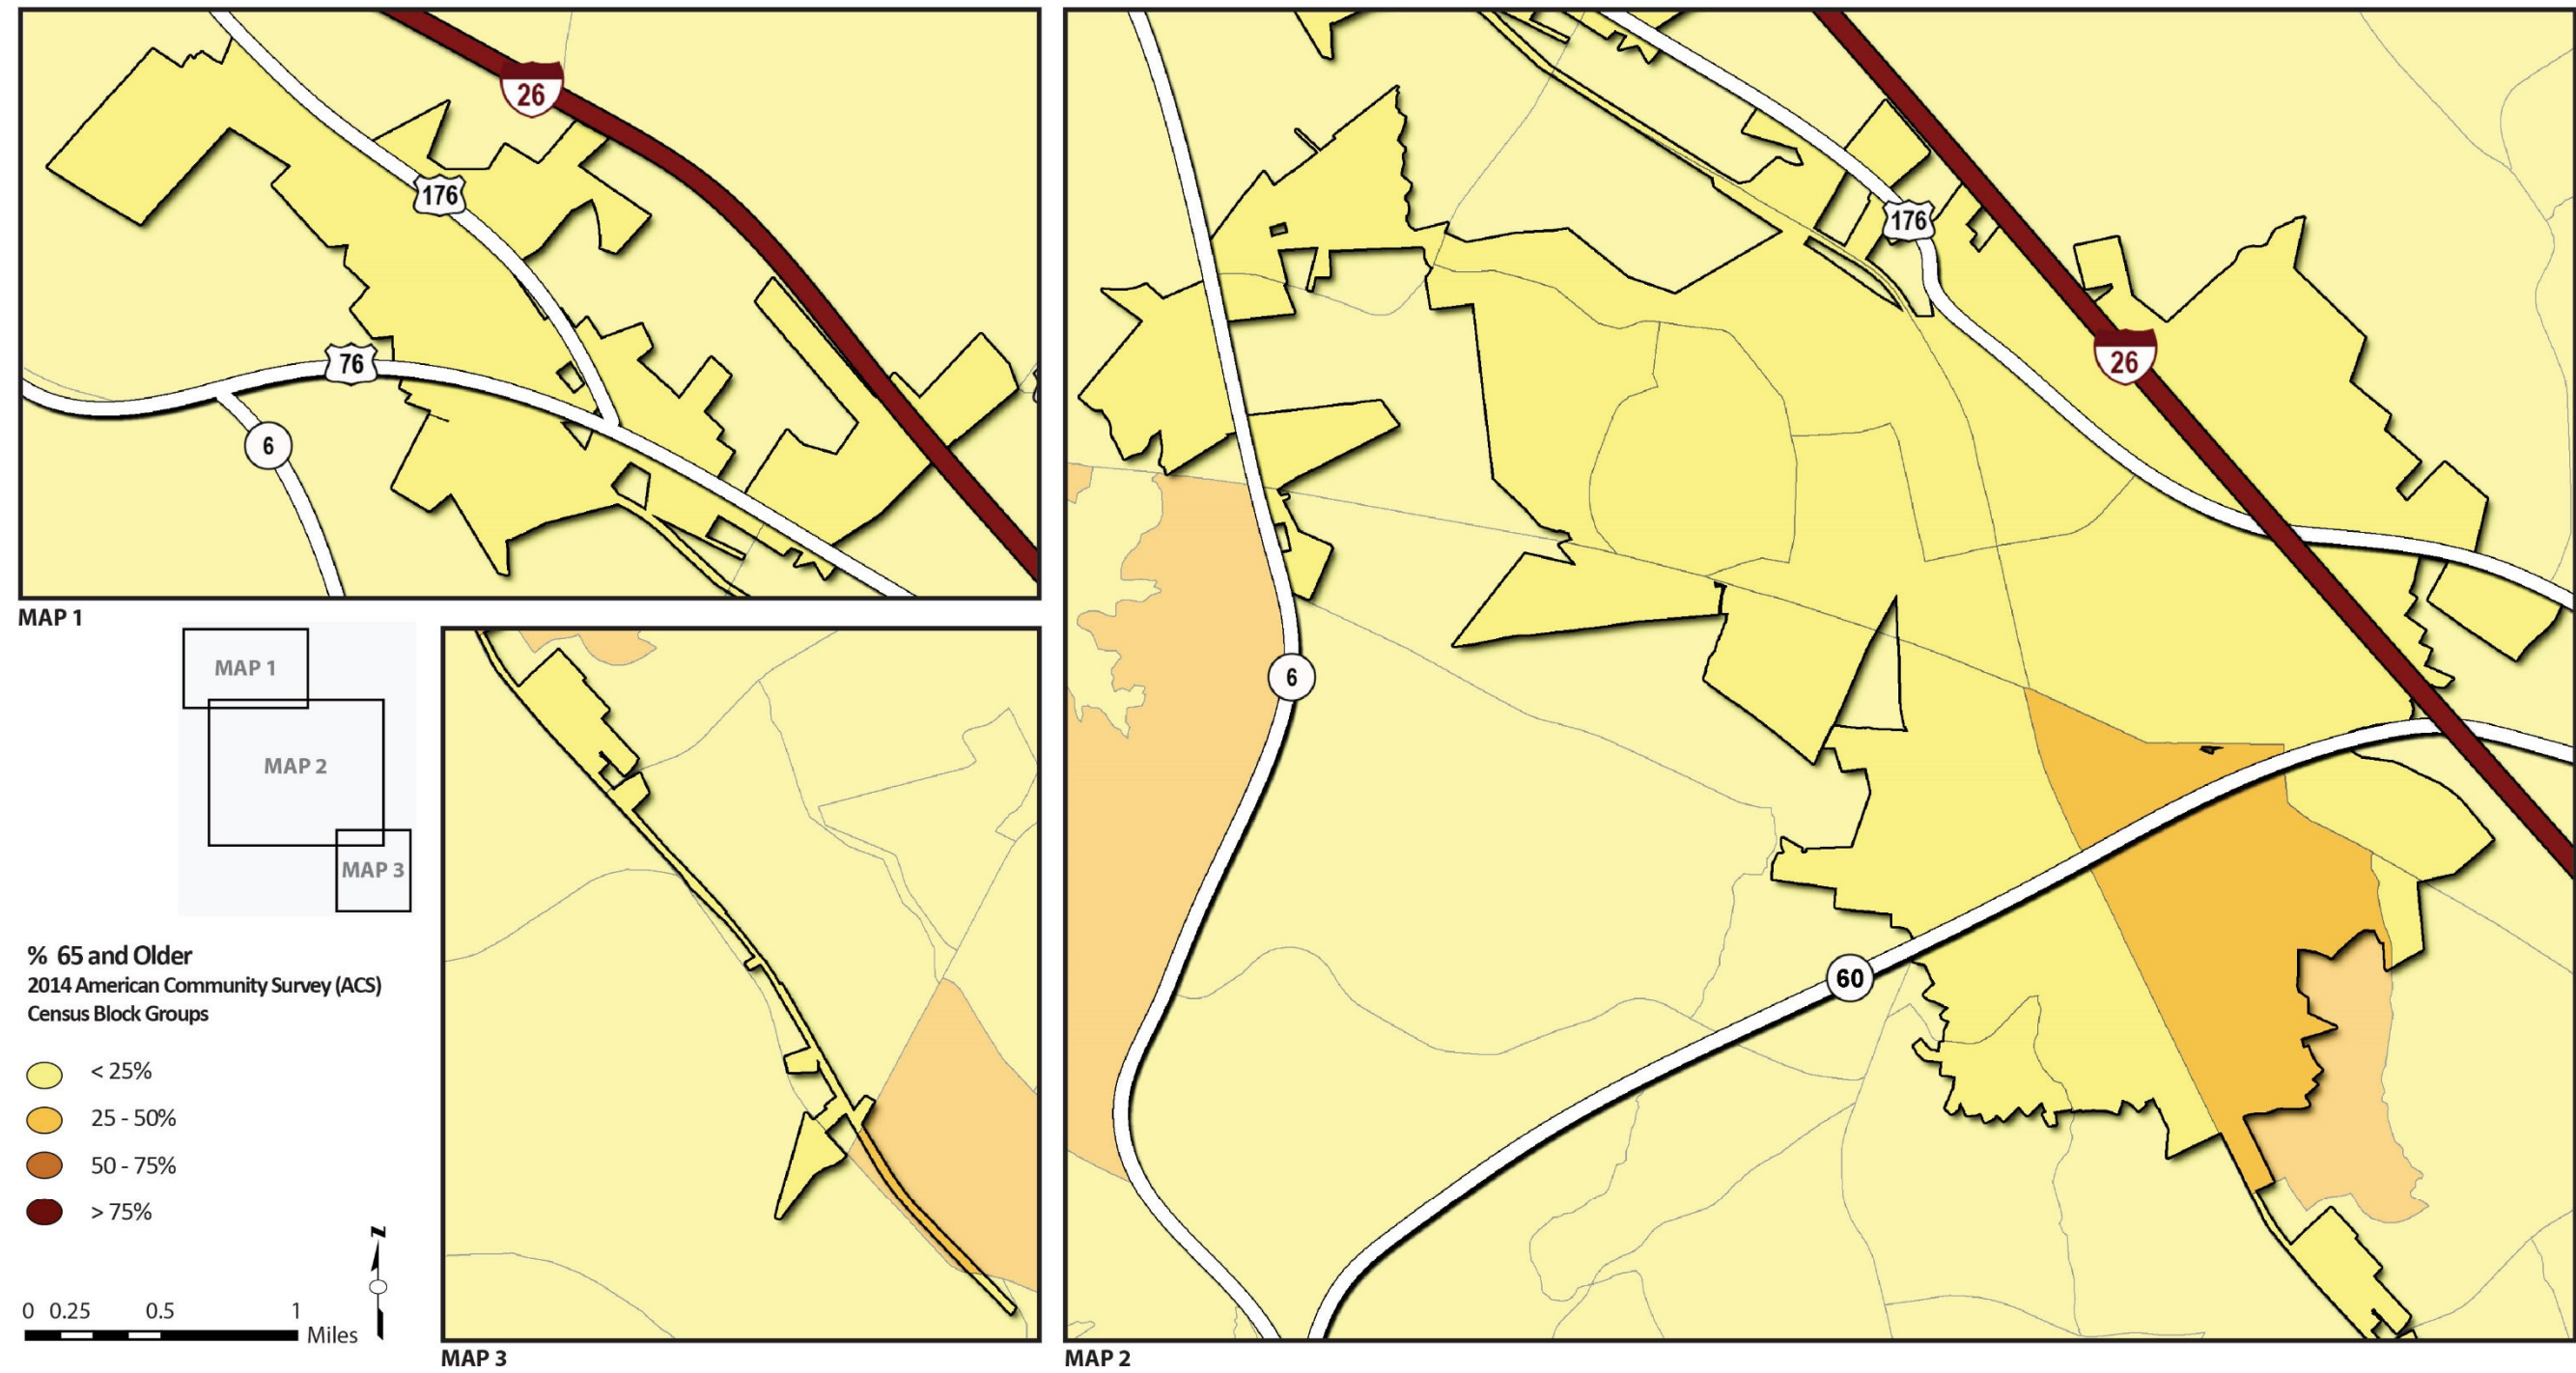 26
176
76
6
MAP 1
MAP 1
MAP 2
MAP 3
% 65 and Older
2014 American Community Survey (ACS)
Census Block Groups
< 25%
25 - 50%
50 - 75%
> 75%
N
0 0.25 0.5 1
Miles
MAP 3
176
26
6
60
MAP 2